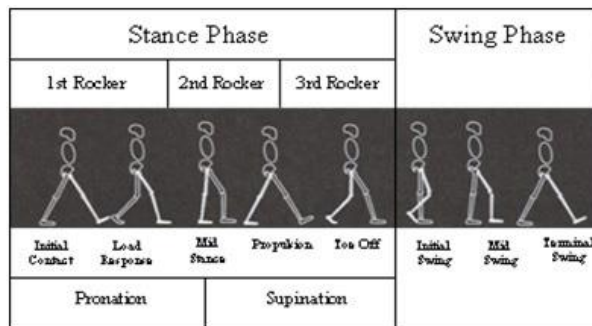 Stance Phase
Swing Phase
1st Rocker
2nd Rocker
3rd Rocker
Initial
Contact
Load
Response
Mid
Stance
Propulsion
Toe Off
Initial
Swing
Mid
Swing
Terminal
Swing
Pronation
Supination